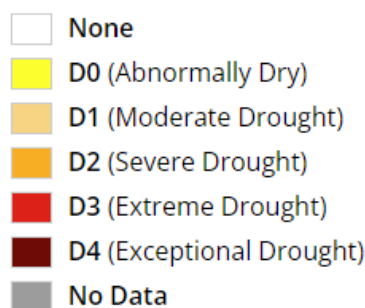 None
D0 (Abnormally Dry)
D1 (Moderate Drought)
D2 (Severe Drought)
D3 (Extreme Drought)
D4 (Exceptional Drought)
No Data